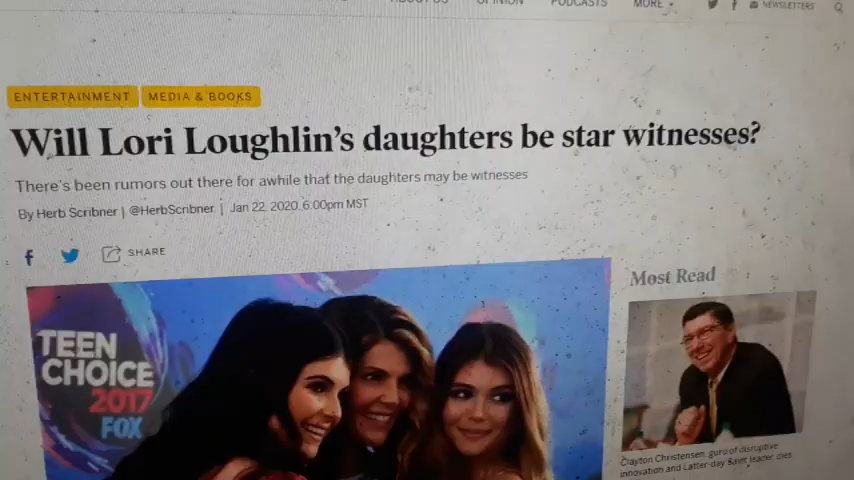 ABOUT US OPINION PODCASTS MORE NEWSLETTERS
ENTERTAINMENT MEDIA & BOOKS
Will Lori Loughlin's daughters be star witnesses?
There's been rumors out there for awhile that the daughters may be witnesses
By Herb Scribner | @HerbScribner | Jan 22, 2020, 6:00pm MST
f SHARE
Most Read
TEEN
CHOICE
2017
FOX
Clayton Christensen, guru of disruptive
innovation and Latter-day Saint leader, dies